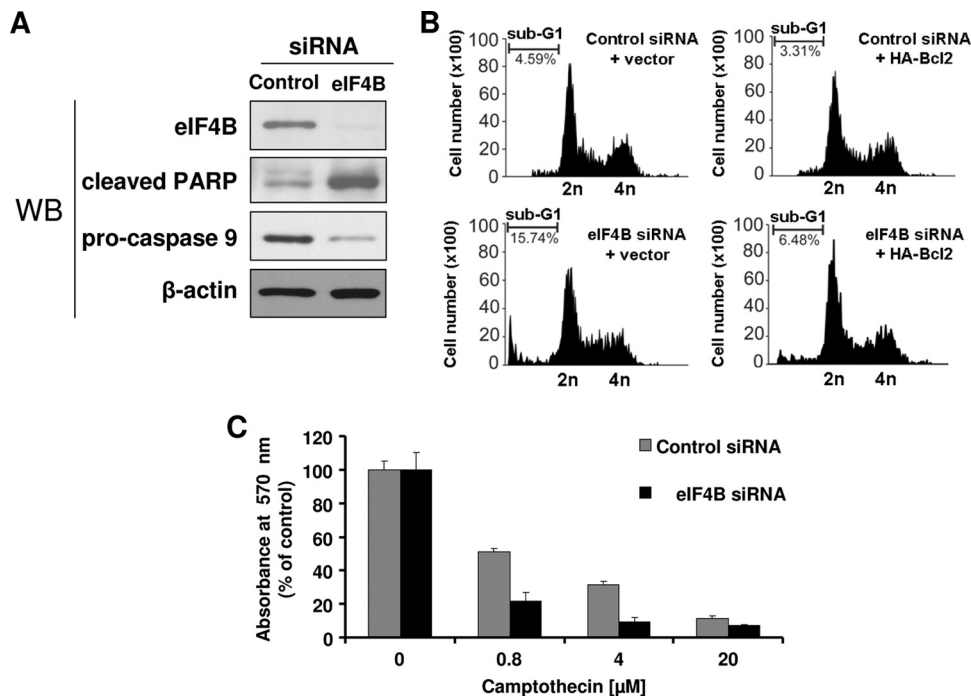 A
siRNA
Control eIF4B
WB
eIF4B
cleaved PARP
pro-caspase 9
β-actin
B
Cell number (x100)
100
80
60
40
20
0
sub-G1
4.59%
Control siRNA
+ vector
2n 4n
Cell number (x100)
100
80
60
40
20
0
sub-G1
3.31%
Control siRNA
+ HA-Bcl2
2n 4n
Cell number (x100)
100
80
60
40
20
0
sub-G1
15.74%
eIF4B siRNA
+ vector
2n 4n
Cell number (x100)
100
80
60
40
20
0
sub-G1
6.48%
eIF4B siRNA
+ HA-Bcl2
2n 4n
C
Absorbance at 570 nm
(% of control)
120
100
80
60
40
20
0
Control siRNA
eIF4B siRNA
0 0.8 4 20
Camptothecin [µM]